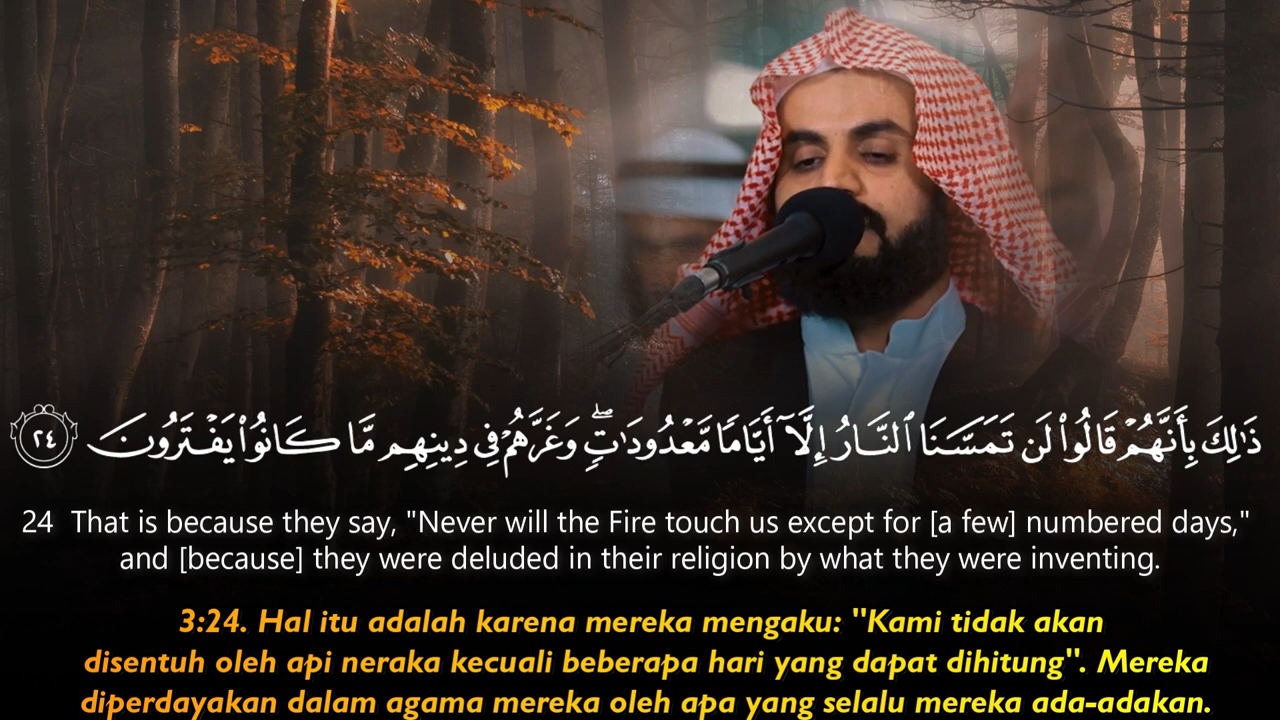 ذَٰلِكَ بِأَنَّهُمْ قَالُوا۟ لَن تَمَسَّنَا ٱلنَّارُ إِلَّآ أَيَّامًا مَّعْدُودَٰتٍۢ ۖ وَغَرَّهُمْ فِى دِينِهِم مَّا كَانُوا۟ يَفْتَرُونَ ٢٤
24 That is because they say, "Never will the Fire touch us except for [a few] numbered days,"
and [because] they were deluded in their religion by what they were inventing.
3:24. Hal itu adalah karena mereka mengaku: "Kami tidak akan
disentuh oleh api neraka kecuali beberapa hari yang dapat dihitung". Mereka
diperdayakan dalam agama mereka oleh apa yang selalu mereka ada-adakan.